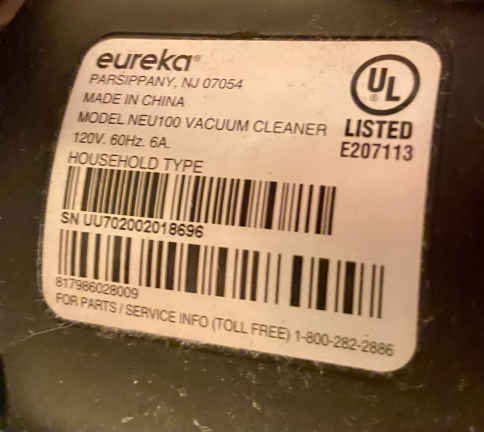 eureka®
PARSIPPANY, NJ 07054
MADE IN CHINA
MODEL NEU100 VACUUM CLEANER
120V. 60Hz. 6A.
HOUSEHOLD TYPE
UL®
LISTED
E207113
SN UU702002018696
817986028009
FOR PARTS / SERVICE INFO (TOLL FREE) 1-800-282-2886